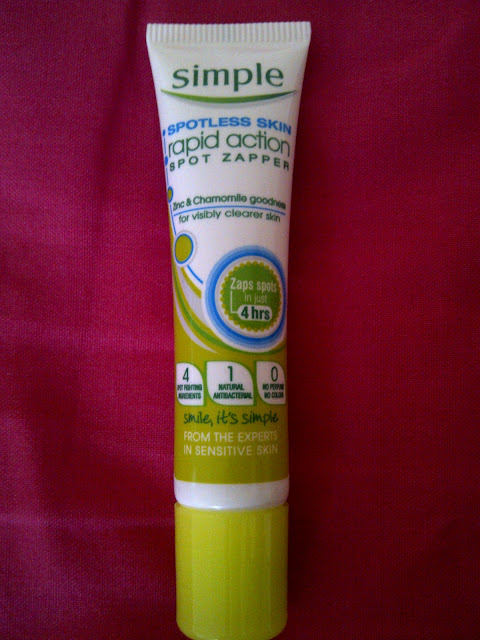 simple
SPOTLESS SKIN
rapid action
SPOT ZAPPER
Zinc & Chamomile goodness
for visibly clearer skin
Zaps spots
in just
4 hrs
4
SPOT FIGHTING
INGREDIENTS
1
NATURAL
ANTIBACTERIAL
0
NO PERFUME
NO COLOUR
smile, it's simple
FROM THE EXPERTS
IN SENSITIVE SKIN